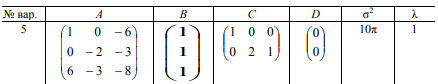 № вар. A B C D σ² λ
5 (1 0 −6 1 (1 0 0 (0 10π 1
0 −2 −3 1 0 2 1) 0)
6 −3 −8) 1